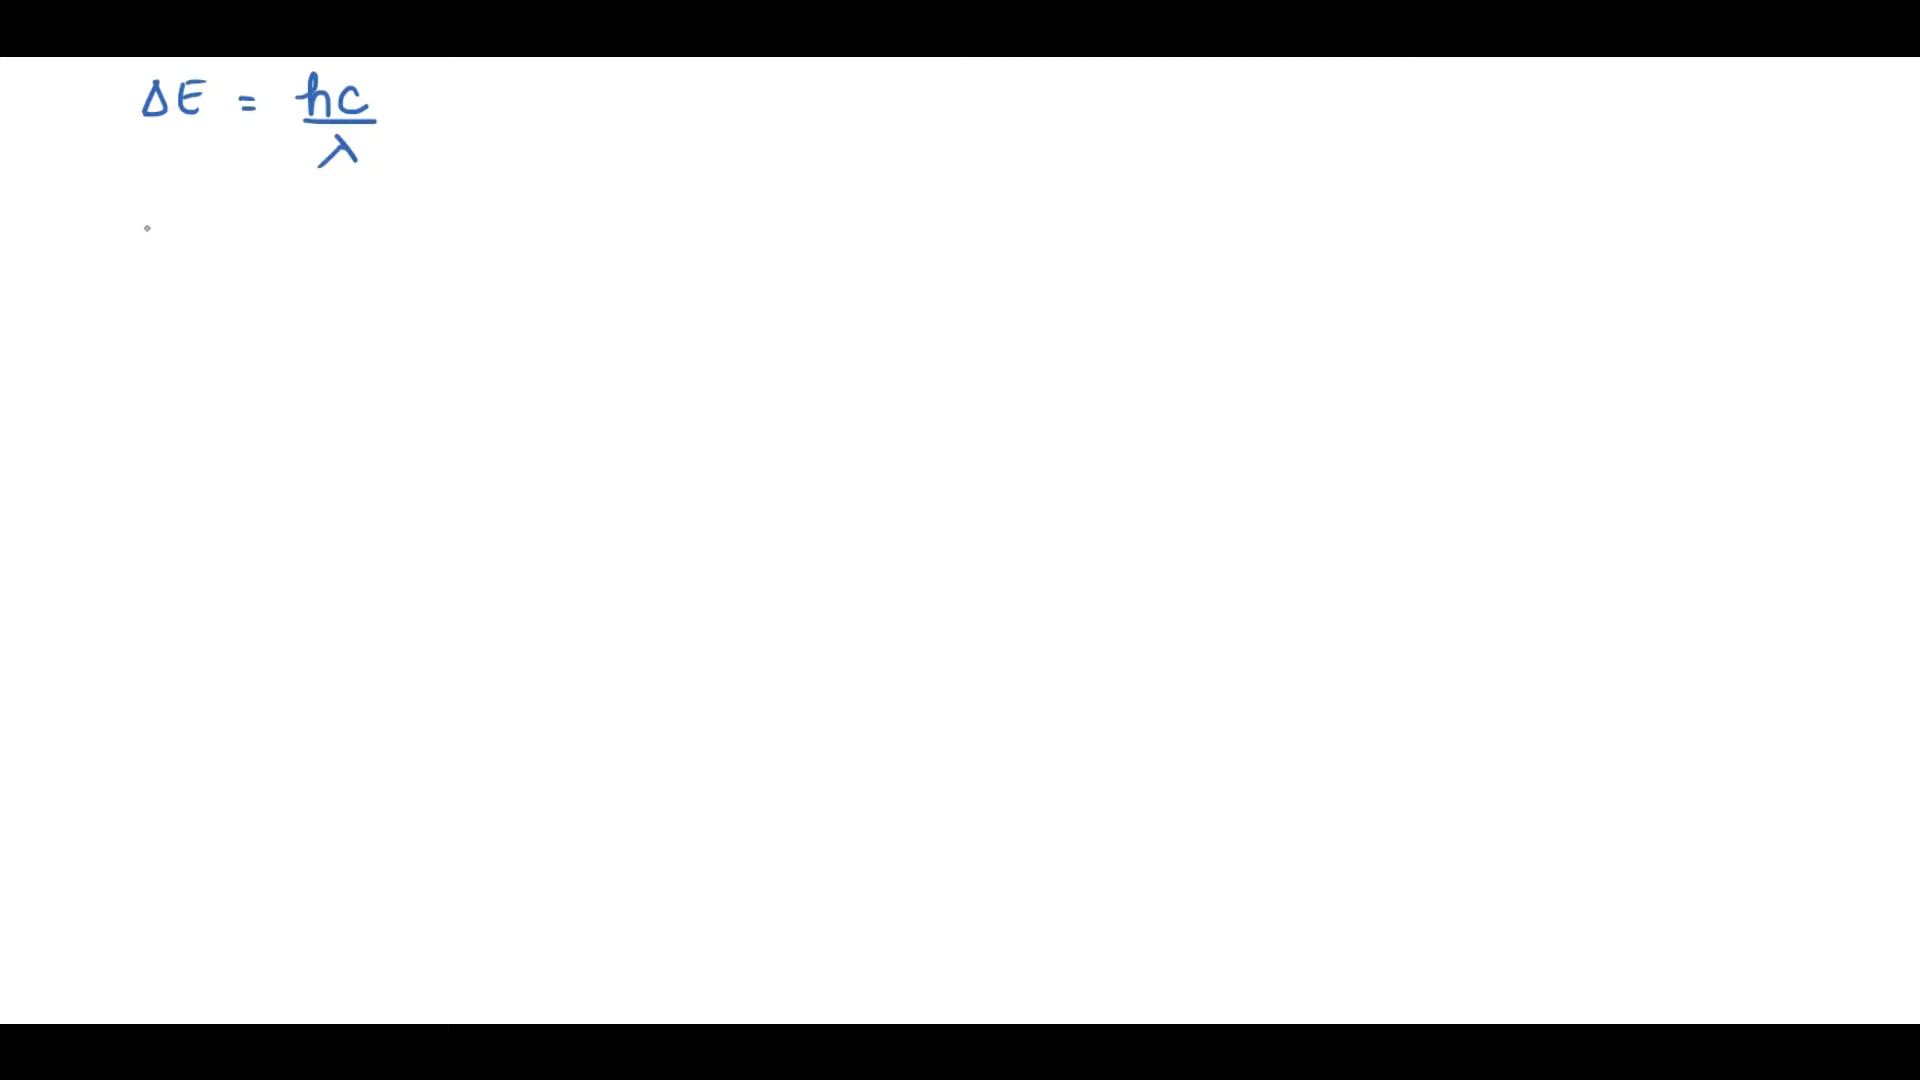 ΔE = hc
λ